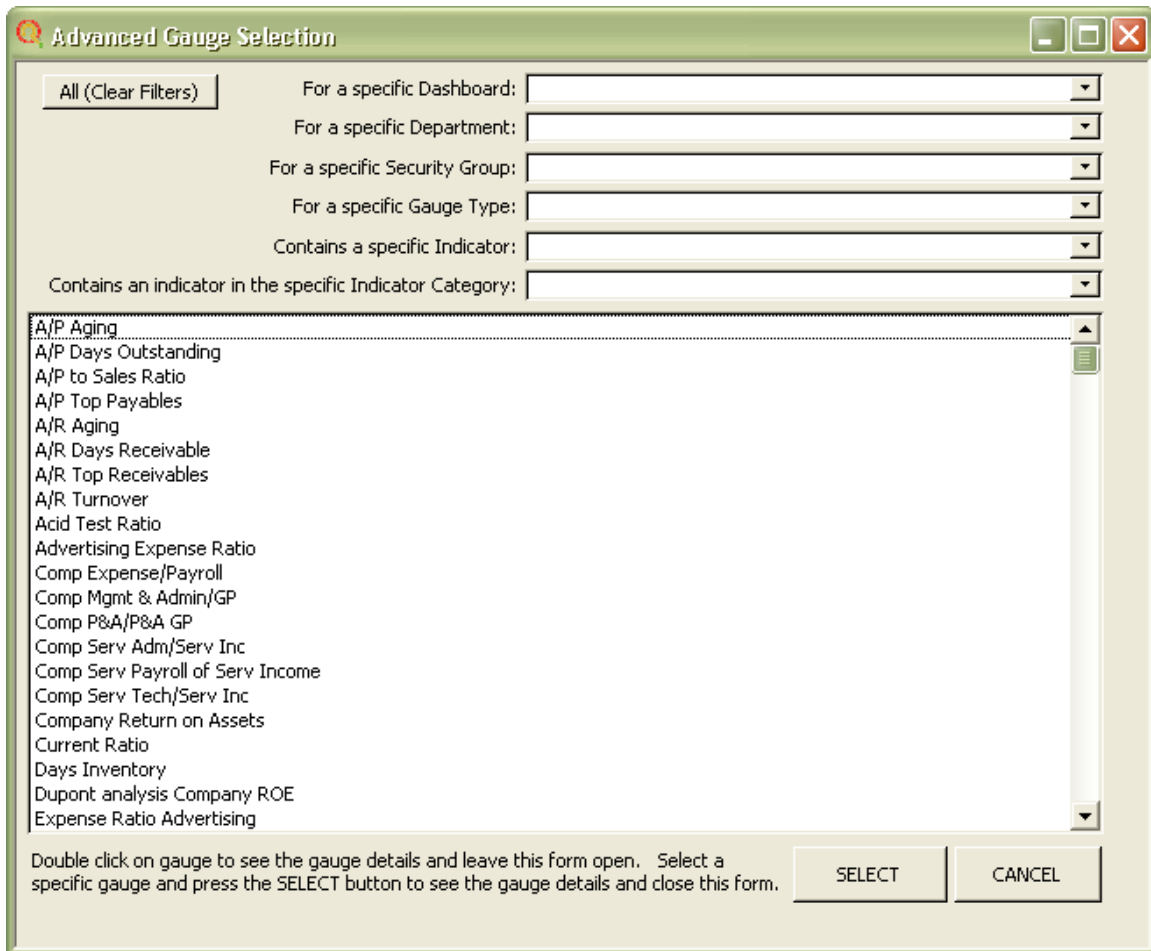 Advanced Gauge Selection
All (Clear Filters)
For a specific Dashboard:
For a specific Department:
For a specific Security Group:
For a specific Gauge Type:
Contains a specific Indicator:
Contains an indicator in the specific Indicator Category:
A/P Aging
A/P Days Outstanding
A/P to Sales Ratio
A/P Top Payables
A/R Aging
A/R Days Receivable
A/R Top Receivables
A/R Turnover
Acid Test Ratio
Advertising Expense Ratio
Comp Expense/Payroll
Comp Mgmt & Admin/GP
Comp P&A/P&A GP
Comp Serv Adm/Serv Inc
Comp Serv Payroll of Serv Income
Comp Serv Tech/Serv Inc
Company Return on Assets
Current Ratio
Days Inventory
Dupont analysis Company ROE
Expense Ratio Advertising
Double click on gauge to see the gauge details and leave this form open. Select a
specific gauge and press the SELECT button to see the gauge details and close this form.
SELECT
CANCEL